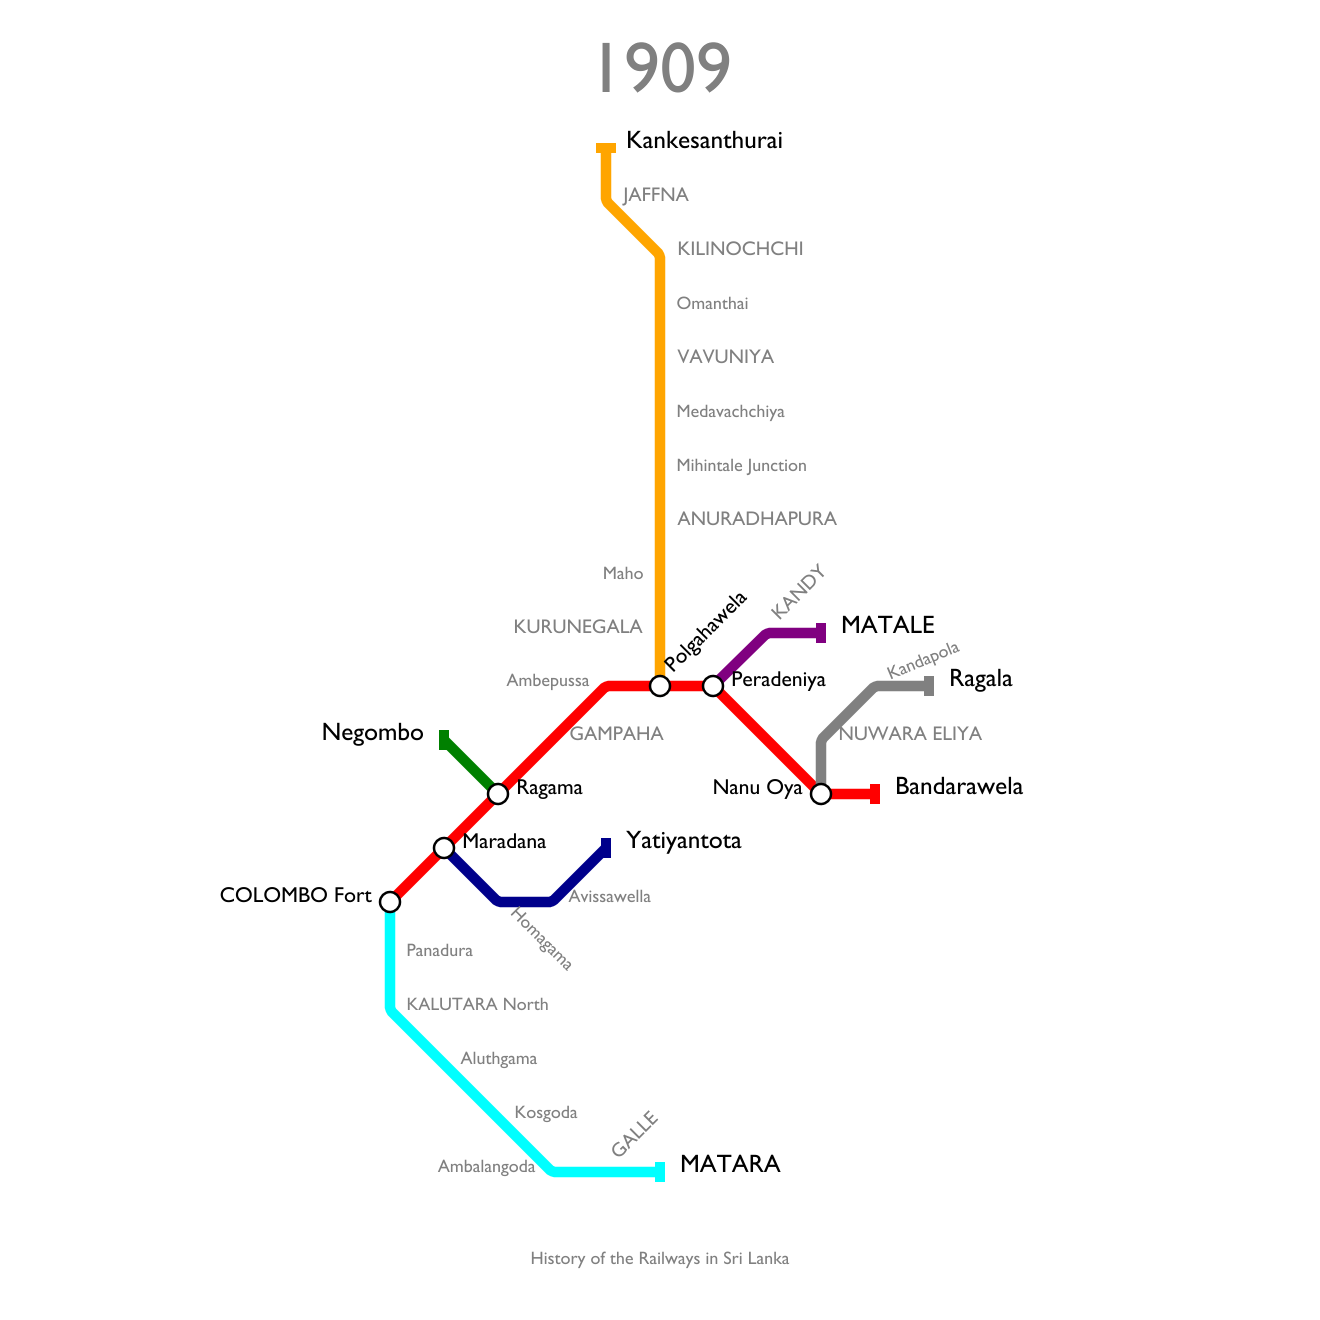 1909
Kankesanthurai
JAFFNA
KILINOCHCHI
Omanthai
VAVUNIYA
Medavachchiya
Mihintale Junction
ANURADHAPURA
Maho
KANDY
KURUNEGALA
Polgahawela
MATALE
Kandapola
Ambepussa
Peradeniya
Ragala
Negombo
GAMPAHA
NUWARA ELIYA
Ragama
Nanu Oya
Bandarawela
Maradana
Yatiyantota
COLOMBO Fort
Avissawella
Homagama
Panadura
KALUTARA North
Aluthgama
Kosgoda
GALLE
Ambalangoda
MATARA
History of the Railways in Sri Lanka